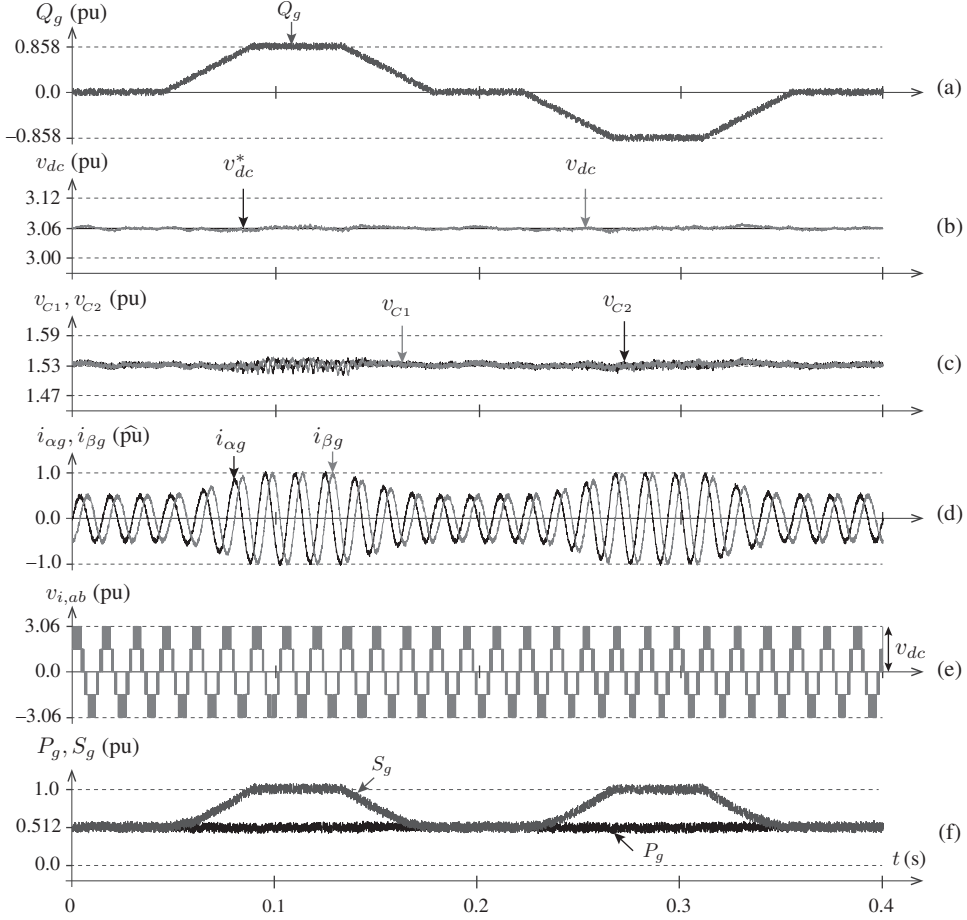 Q_g (pu)
Q_g
0.858
0.0
−0.858
(a)
v_dc (pu)
v*_dc
v_dc
3.12
3.06
3.00
(b)
v_C1, v_C2 (pu)
v_C1
v_C2
1.59
1.53
1.47
(c)
i_αg, i_βg (p̂u)
i_αg
i_βg
1.0
0.0
−1.0
(d)
v_i,ab (pu)
3.06
0.0
−3.06
v_dc
(e)
P_g, S_g (pu)
S_g
1.0
0.512
0.0
P_g
t (s)
(f)
0 0.1 0.2 0.3 0.4